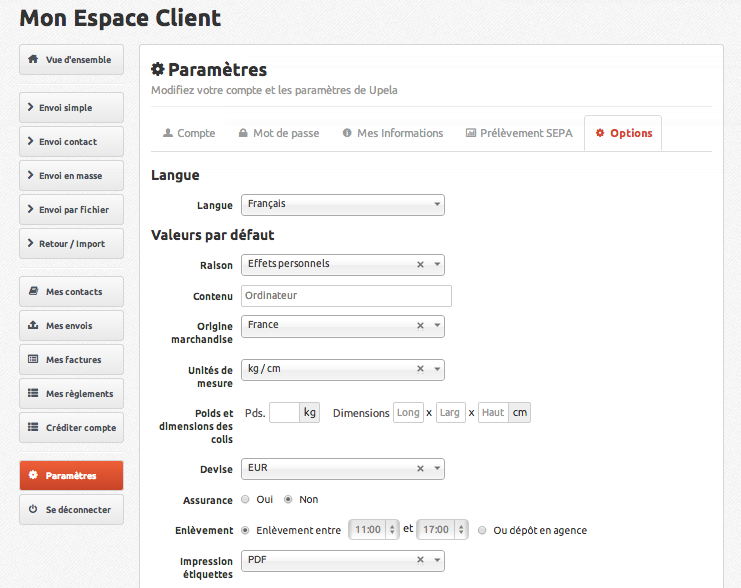 Mon Espace Client
Vue d'ensemble
Envoi simple
Envoi contact
Envoi en masse
Envoi par fichier
Retour / Import
Mes contacts
Mes envois
Mes factures
Mes règlements
Créditer compte
Paramètres
Se déconnecter
Paramètres
Modifiez votre compte et les paramètres de Upela
Compte Mot de passe Mes Informations Prélèvement SEPA Options
Langue
Langue Français
Valeurs par défaut
Raison Effets personnels
Contenu Ordinateur
Origine
marchandise
France
Unités de
mesure
kg / cm
Poids et
dimensions des
colis
Pds. kg Dimensions Long x Larg x Haut cm
Devise EUR
Assurance Oui Non
Enlèvement Enlèvement entre 11:00 et 17:00 Ou dépôt en agence
Impression
étiquettes
PDF